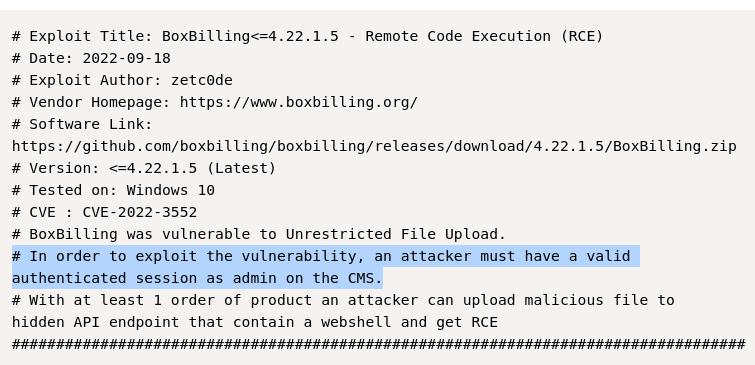 # Exploit Title: BoxBilling<=4.22.1.5 - Remote Code Execution (RCE)
# Date: 2022-09-18
# Exploit Author: zetc0de
# Vendor Homepage: https://www.boxbilling.org/
# Software Link:
https://github.com/boxbilling/boxbilling/releases/download/4.22.1.5/BoxBilling.zip
# Version: <=4.22.1.5 (Latest)
# Tested on: Windows 10
# CVE : CVE-2022-3552
# BoxBilling was vulnerable to Unrestricted File Upload.
# In order to exploit the vulnerability, an attacker must have a valid
authenticated session as admin on the CMS.
# With at least 1 order of product an attacker can upload malicious file to
hidden API endpoint that contain a webshell and get RCE
###################################################################################